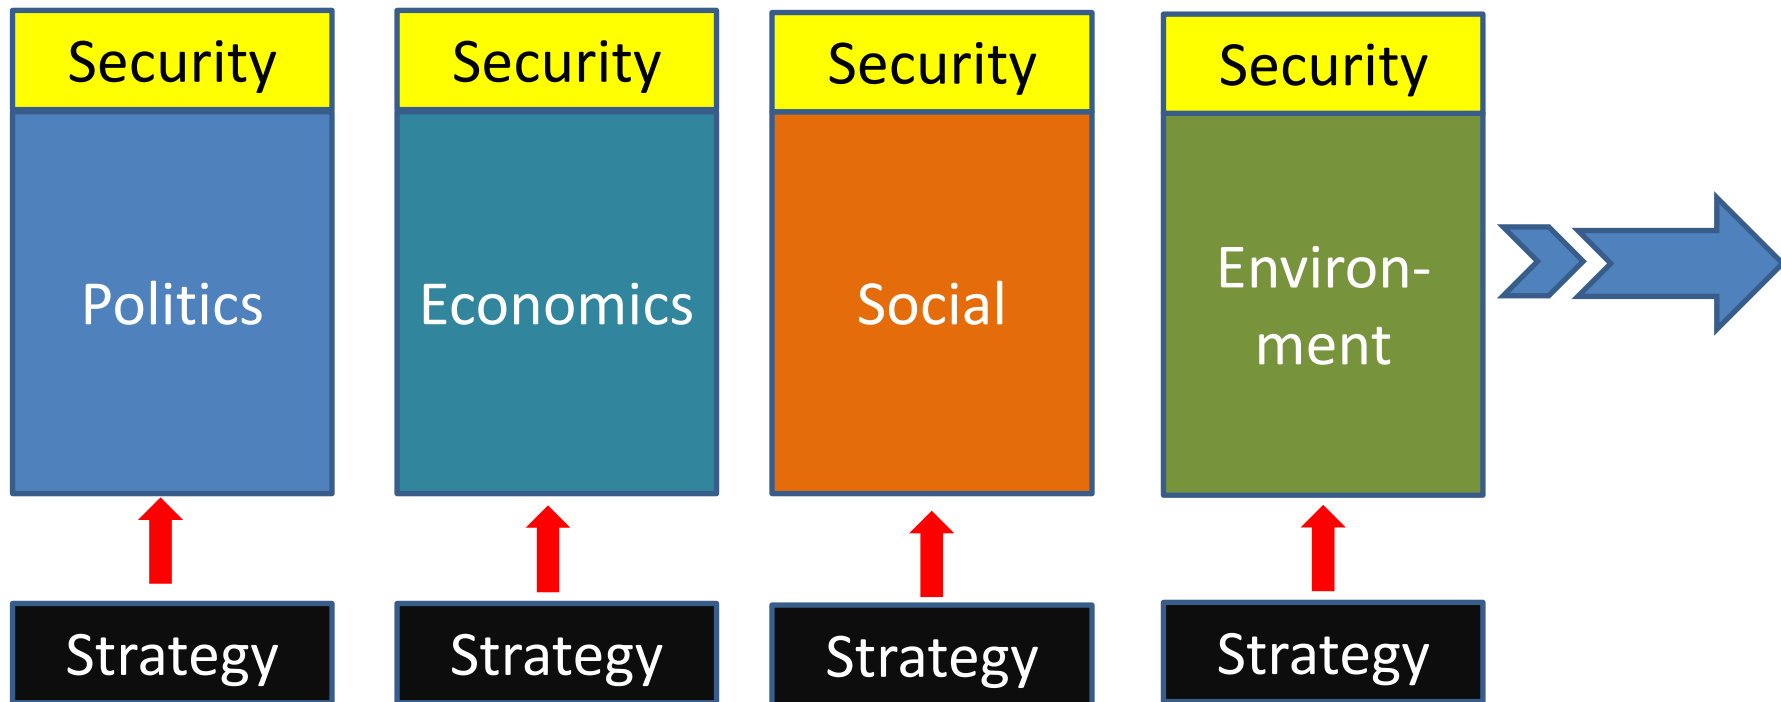 Security
Security
Security
Security
Politics
Economics
Social
Environ-
ment
Strategy
Strategy
Strategy
Strategy